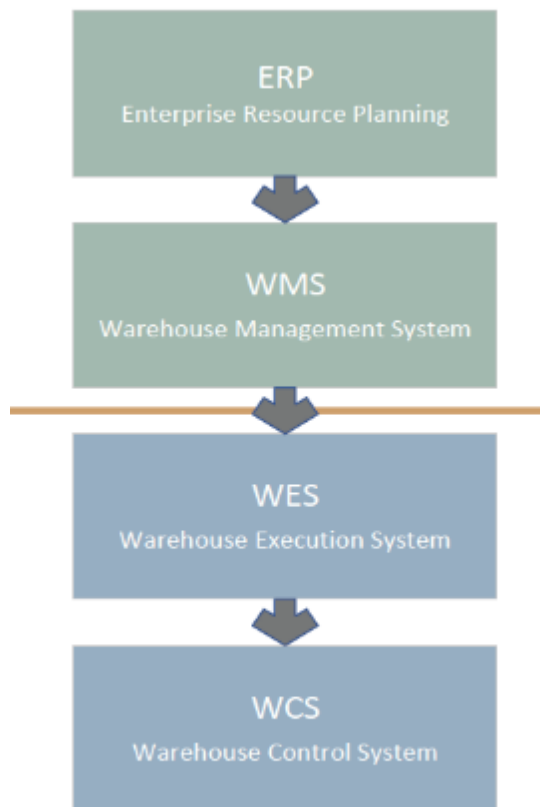 ERP
Enterprise Resource Planning
WMS
Warehouse Management System
WES
Warehouse Execution System
WCS
Warehouse Control System